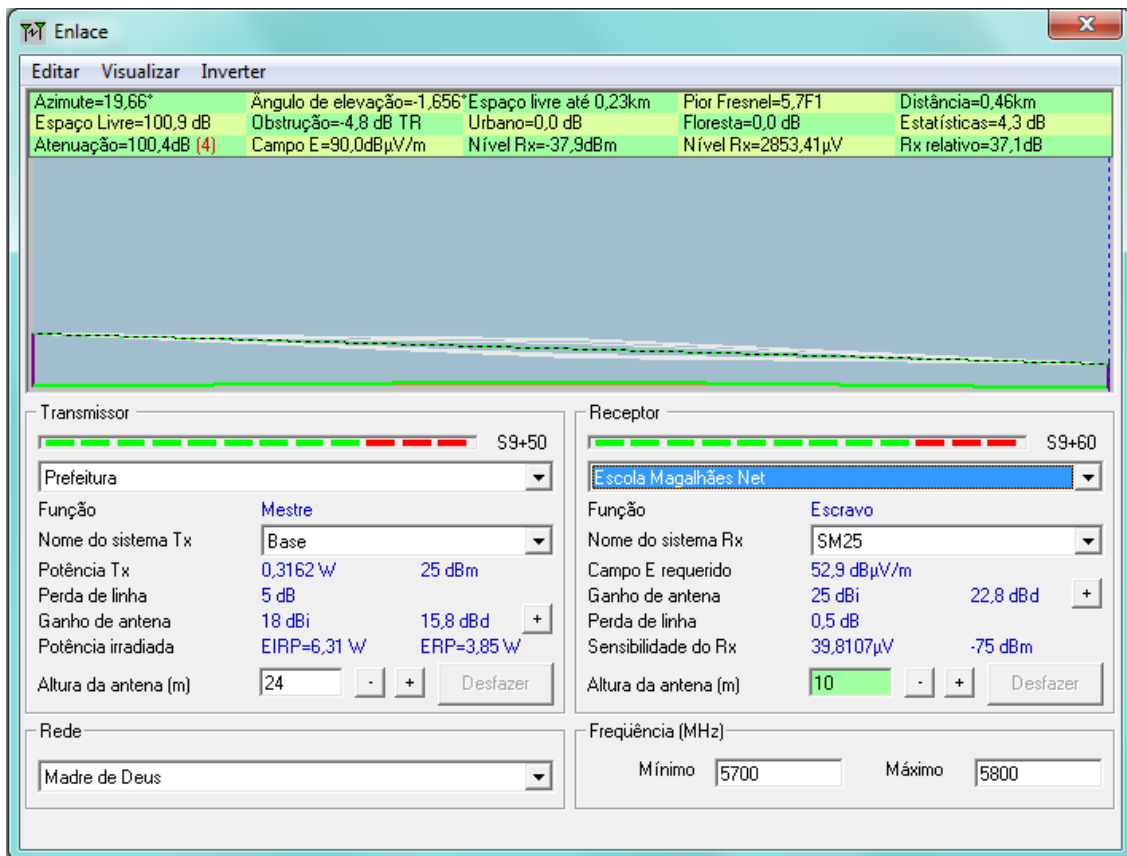 Enlace
X
Editar Visualizar Inverter
Azimute=19,66° Ângulo de elevação=-1,656° Espaço livre até 0,23km Pior Fresnel=5,7F1 Distância=0,46km
Espaço Livre=100,9 dB Obstrução=-4,8 dB TR Urbano=0,0 dB Floresta=0,0 dB Estatísticas=4,3 dB
Atenuação=100,4dB (4) Campo E=90,0dBµV/m Nível Rx=-37,9dBm Nível Rx=2853,41µV Rx relativo=37,1dB
Transmissor
S9+50
Prefeitura
Função Mestre
Nome do sistema Tx Base
Potência Tx 0,3162 W 25 dBm
Perda de linha 5 dB
Ganho de antena 18 dBi 15,8 dBd +
Potência irradiada EIRP=6,31 W ERP=3,85 W
Altura da antena (m) 24 - + Desfazer
Receptor
S9+60
Escola Magalhães Net
Função Escravo
Nome do sistema Rx SM25
Campo E requerido 52,9 dBµV/m
Ganho de antena 25 dBi 22,8 dBd +
Perda de linha 0,5 dB
Sensibilidade do Rx 39,8107µV -75 dBm
Altura da antena (m) 10 - + Desfazer
Rede
Madre de Deus
Freqüência (MHz)
Mínimo 5700 Máximo 5800